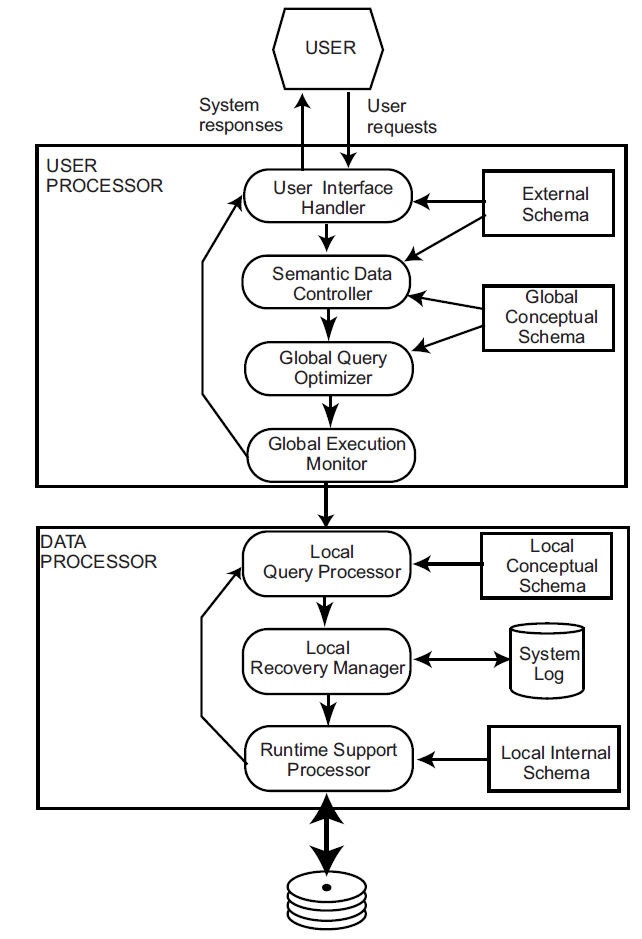 USER
System
responses
User
requests
USER
PROCESSOR
User Interface
Handler
External
Schema
Semantic Data
Controller
Global
Conceptual
Schema
Global Query
Optimizer
Global Execution
Monitor
DATA
PROCESSOR
Local
Query Processor
Local
Conceptual
Schema
Local
Recovery Manager
System
Log
Runtime Support
Processor
Local Internal
Schema